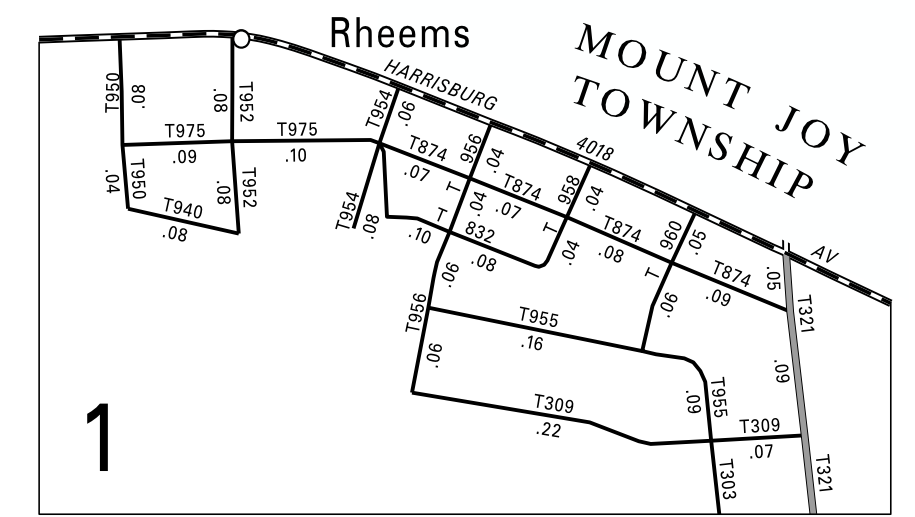 Rheems
MOUNT JOY
TOWNSHIP
HARRISBURG
4018
AV
T950
.08
.08
T952
T954
.06
T975
.09
T975
.10
T874
.07
956
T
.04
T874
.07
958
T
.04
T874
.08
960
T
.05
T874
.09
.05
T321
.04
T950
T940
.08
.08
T952
T954
.08
.04
T
832
.10
.08
.04
.06
.06
T956
.06
T955
.16
.09
T955
.09
T309
.22
T309
.07
T303
T321
1